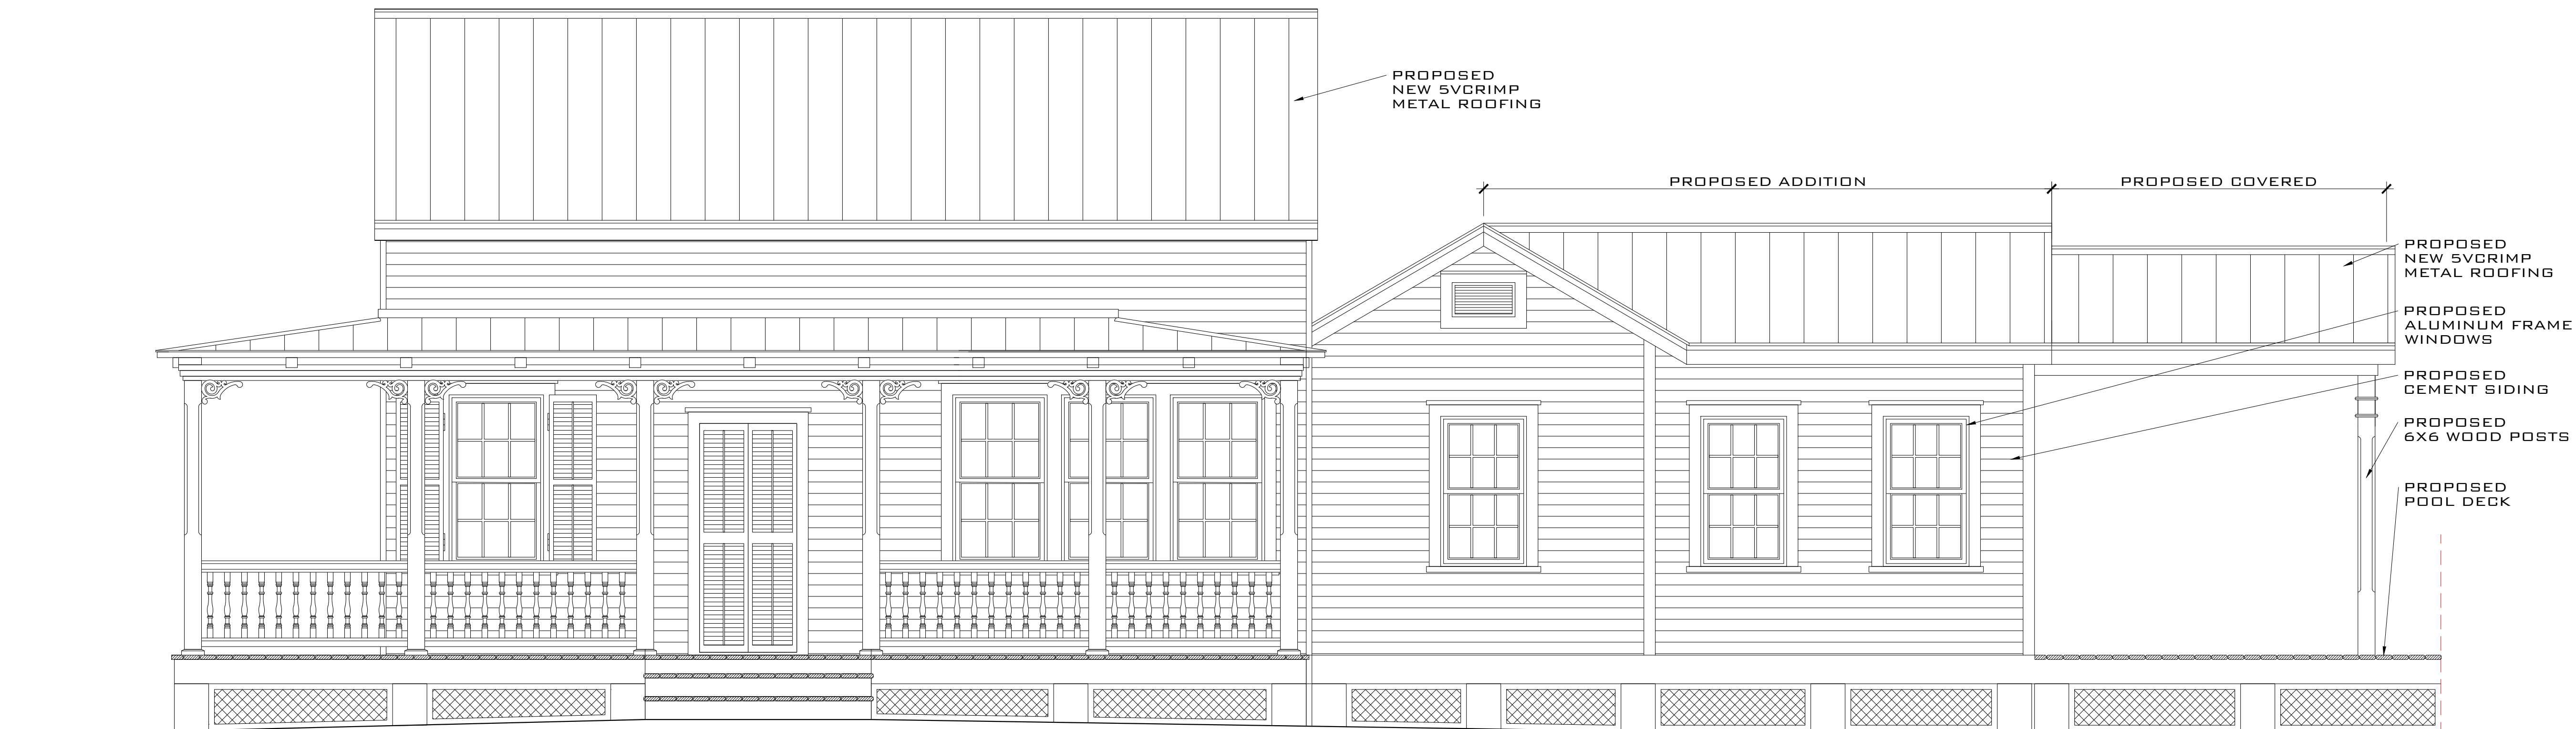 PROPOSED
NEW 5VCRIMP
METAL ROOFING
PROPOSED ADDITION
PROPOSED COVERED
PROPOSED
NEW 5VCRIMP
METAL ROOFING
PROPOSED
ALUMINUM FRAME
WINDOWS
PROPOSED
CEMENT SIDING
PROPOSED
6X6 WOOD POSTS
PROPOSED
POOL DECK